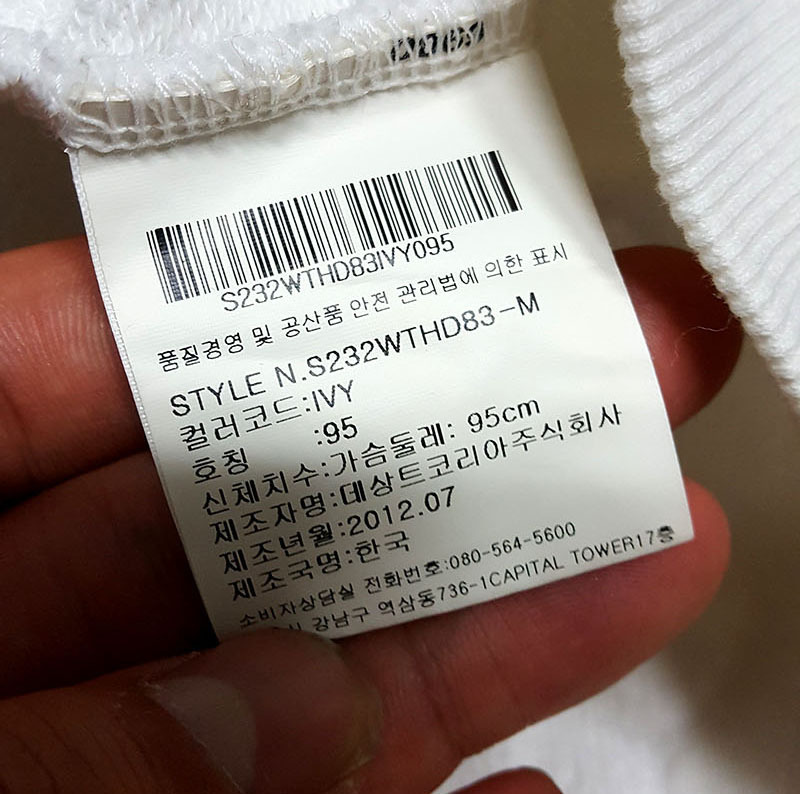 S232WTHD83IVY095
품질경영 및 공산품 안전 관리법에 의한 표시
STYLE N.S232WTHD83-M
컬러코드:IVY
호칭 :95
신체치수:가슴둘레: 95cm
제조자명:데상트코리아주식회사
제조년월:2012.07
제조국명:한국
소비자상담실 전화번호:080-564-5600
강남구 역삼동736-1CAPITAL TOWER17층